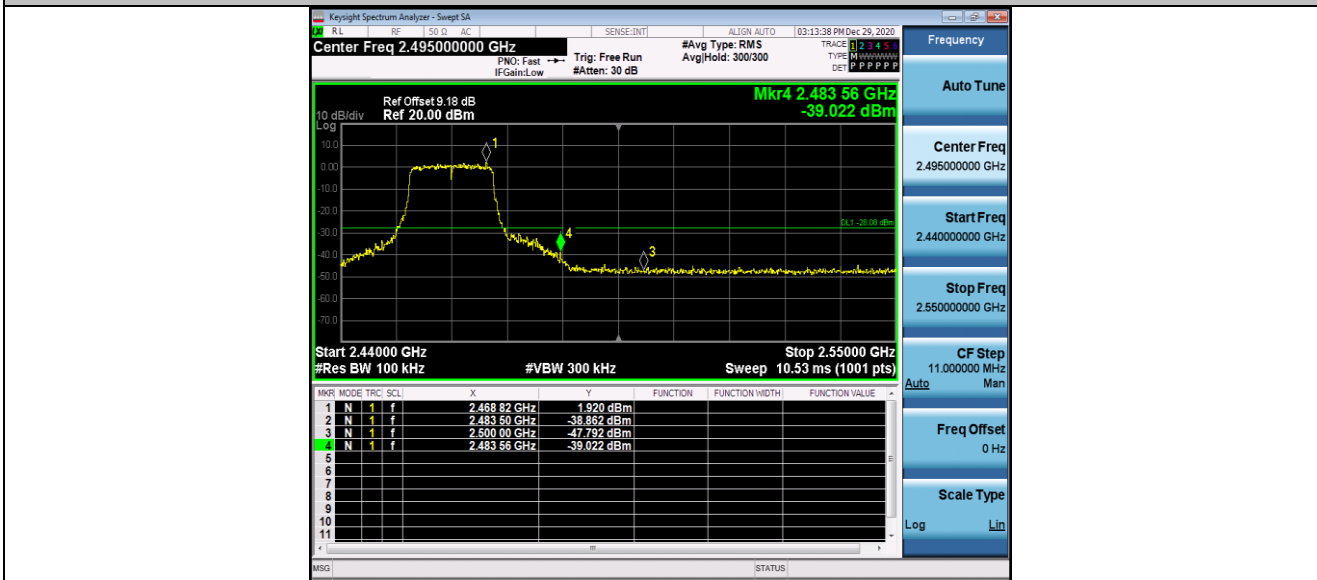 Keysight Spectrum Analyzer - Swept SA
RL RF 50 Ω AC SENSE:INT ALIGN AUTO 03:13:38 PM Dec 29, 2020
Center Freq 2.495000000 GHz
PNO: Fast
IFGain:Low
Trig: Free Run
#Atten: 30 dB
#Avg Type: RMS
Avg|Hold: 300/300
TRACE 1 2 3 4 5 6
TYPE M WWWWW
DET P P P P P P
Mkr4 2.483 56 GHz
-39.022 dBm
Ref Offset 9.18 dB
10 dB/div Ref 20.00 dBm
Log
10.0
0.00
-10.0
-20.0
-30.0
-40.0
-50.0
-60.0
-70.0
1
4
3
DL1 -28.08 dBm
Start 2.44000 GHz Stop 2.55000 GHz
#Res BW 100 kHz #VBW 300 kHz Sweep 10.53 ms (1001 pts)
MKR MODE TRC SCL X Y FUNCTION FUNCTION WIDTH FUNCTION VALUE
1 N 1 f 2.468 82 GHz 1.920 dBm
2 N 1 f 2.483 50 GHz -38.862 dBm
3 N 1 f 2.500 00 GHz -47.792 dBm
4 N 1 f 2.483 56 GHz -39.022 dBm
5
6
7
8
9
10
11
MSG STATUS
Frequency
Auto Tune
Center Freq
2.495000000 GHz
Start Freq
2.440000000 GHz
Stop Freq
2.550000000 GHz
CF Step
11.000000 MHz
Auto Man
Freq Offset
0 Hz
Scale Type
Log Lin